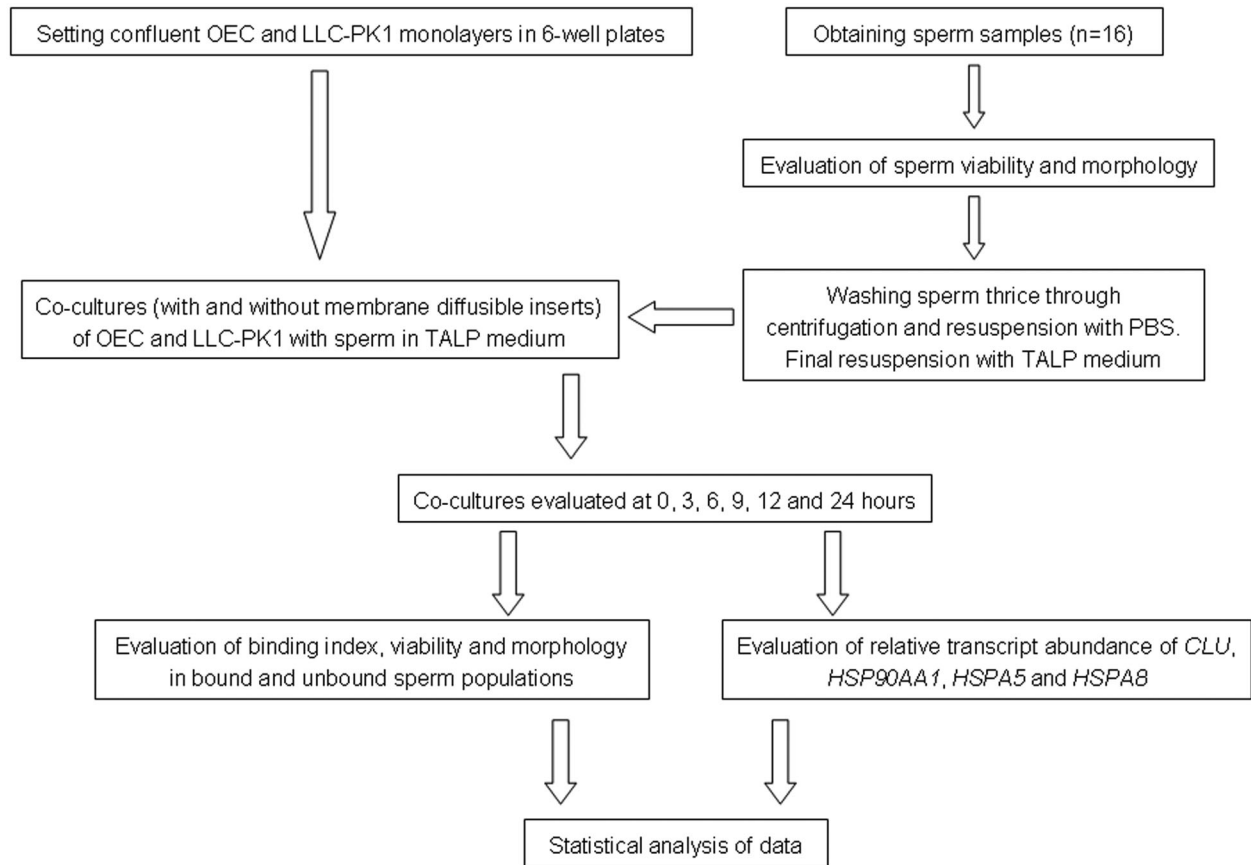 Setting confluent OEC and LLC-PK1 monolayers in 6-well plates
Obtaining sperm samples (n=16)
Evaluation of sperm viability and morphology
Co-cultures (with and without membrane diffusible inserts)
of OEC and LLC-PK1 with sperm in TALP medium
Washing sperm thrice through
centrifugation and resuspension with PBS.
Final resuspension with TALP medium
Co-cultures evaluated at 0, 3, 6, 9, 12 and 24 hours
Evaluation of binding index, viability and morphology
in bound and unbound sperm populations
Evaluation of relative transcript abundance of CLU,
HSP90AA1, HSPA5 and HSPA8
Statistical analysis of data